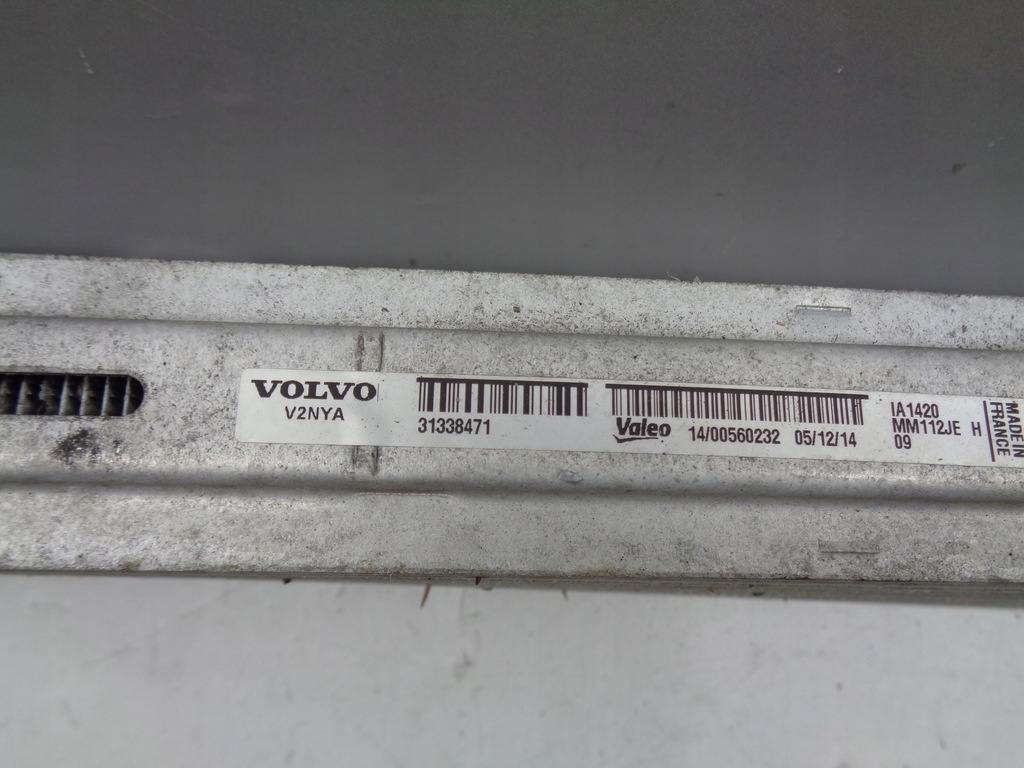 VOLVO
V2NYA
31338471
Valeo 14/00560232 05/12/14
IA1420
MM112JE H
09
MADE IN
FRANCE